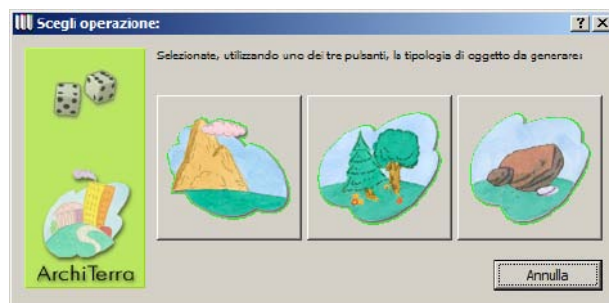 Scegli operazione:
Selezionate, utilizzando uno dei tre pulsanti, la tipologia di oggetto da generare:
ArchiTerra
Annulla